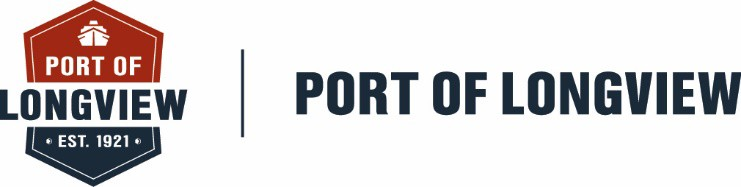 PORT OF
LONGVIEW
EST. 1921
PORT OF LONGVIEW